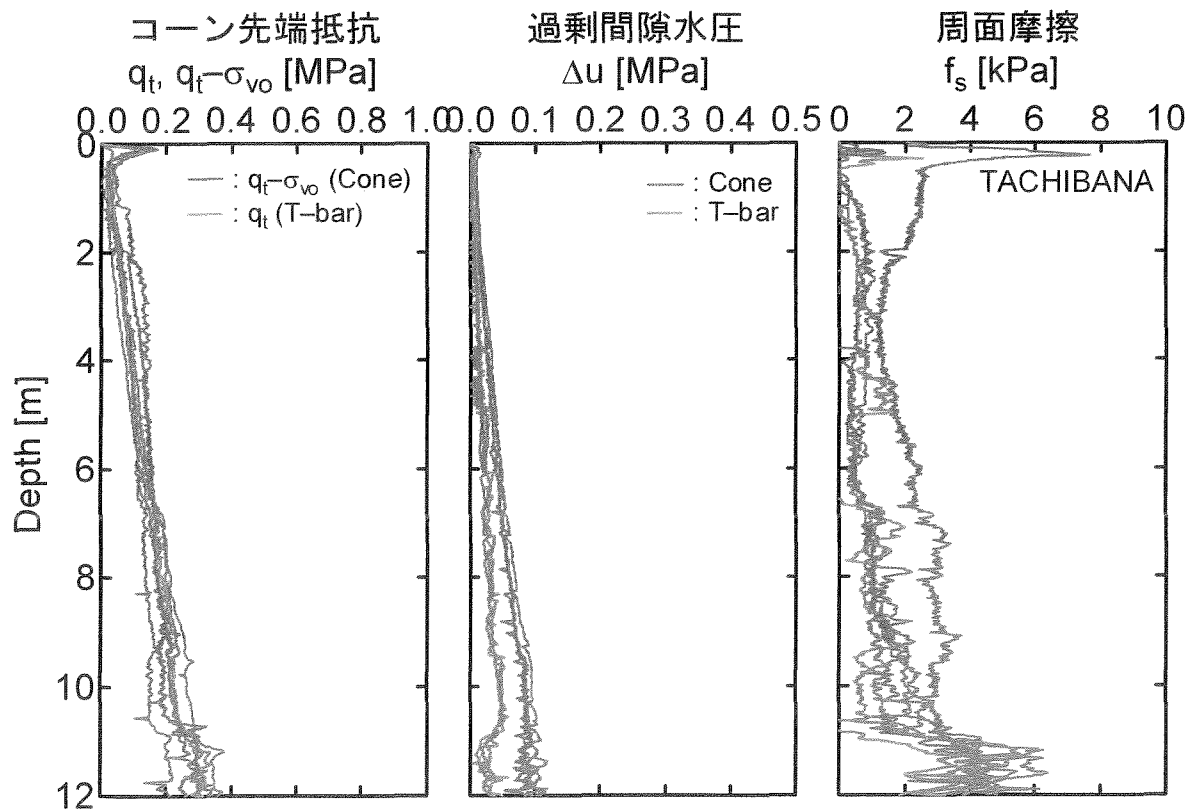 コーン先端抵抗
qt, qt–σvo [MPa]
0.0 0.2 0.4 0.6 0.8 1.0
過剰間隙水圧
Δu [MPa]
0.0 0.1 0.2 0.3 0.4 0.5
周面摩擦
fs [kPa]
0 2 4 6 8 10
Depth [m]
0
2
4
6
8
10
12
: qt–σvo (Cone)
: qt (T–bar)
: Cone
: T–bar
TACHIBANA